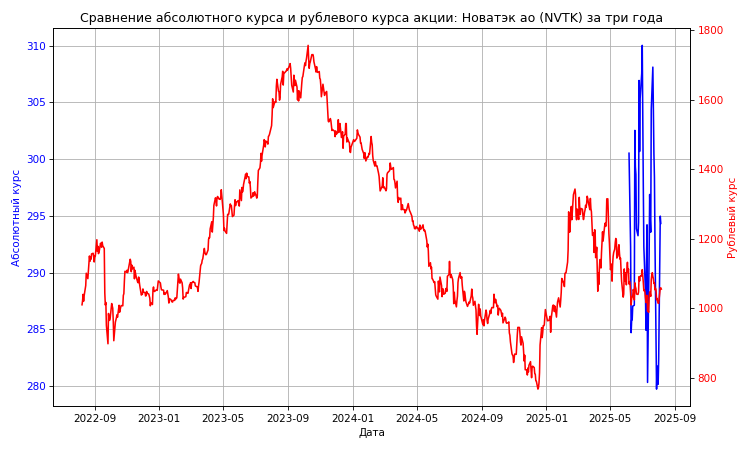 Сравнение абсолютного курса и рублевого курса акции: Новатэк ао (NVTK) за три года
Абсолютный курс
310
305
300
295
290
285
280
1800
1600
1400
1200
1000
800
Рублевый курс
2022-09 2023-01 2023-05 2023-09 2024-01 2024-05 2024-09 2025-01 2025-05 2025-09
Дата